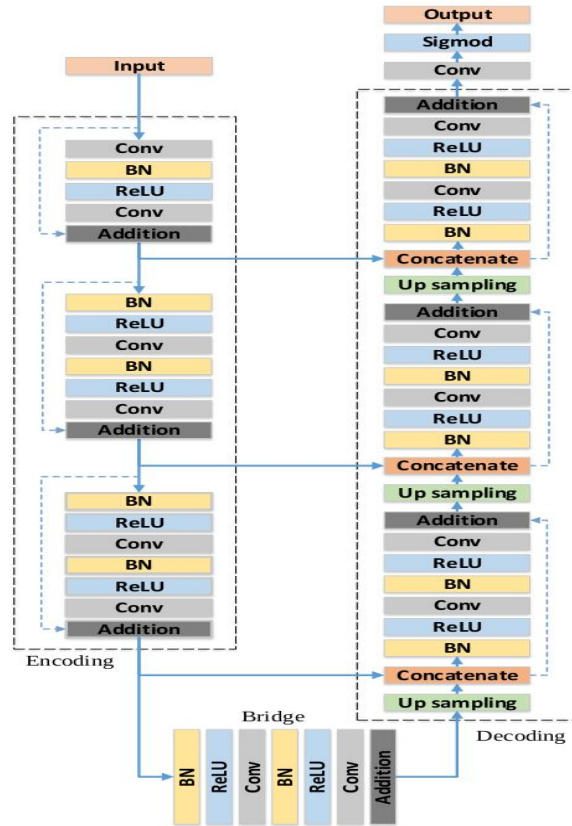 Input
Conv
BN
ReLU
Conv
Addition
BN
ReLU
Conv
BN
ReLU
Conv
Addition
BN
ReLU
Conv
BN
ReLU
Conv
Addition
Encoding
Bridge
BN
ReLU
Conv
BN
ReLU
Conv
Addition
Output
Sigmod
Conv
Addition
Conv
ReLU
BN
Conv
ReLU
BN
Concatenate
Up sampling
Addition
Conv
ReLU
BN
Conv
ReLU
BN
Concatenate
Up sampling
Addition
Conv
ReLU
BN
Conv
ReLU
BN
Concatenate
Up sampling
Decoding